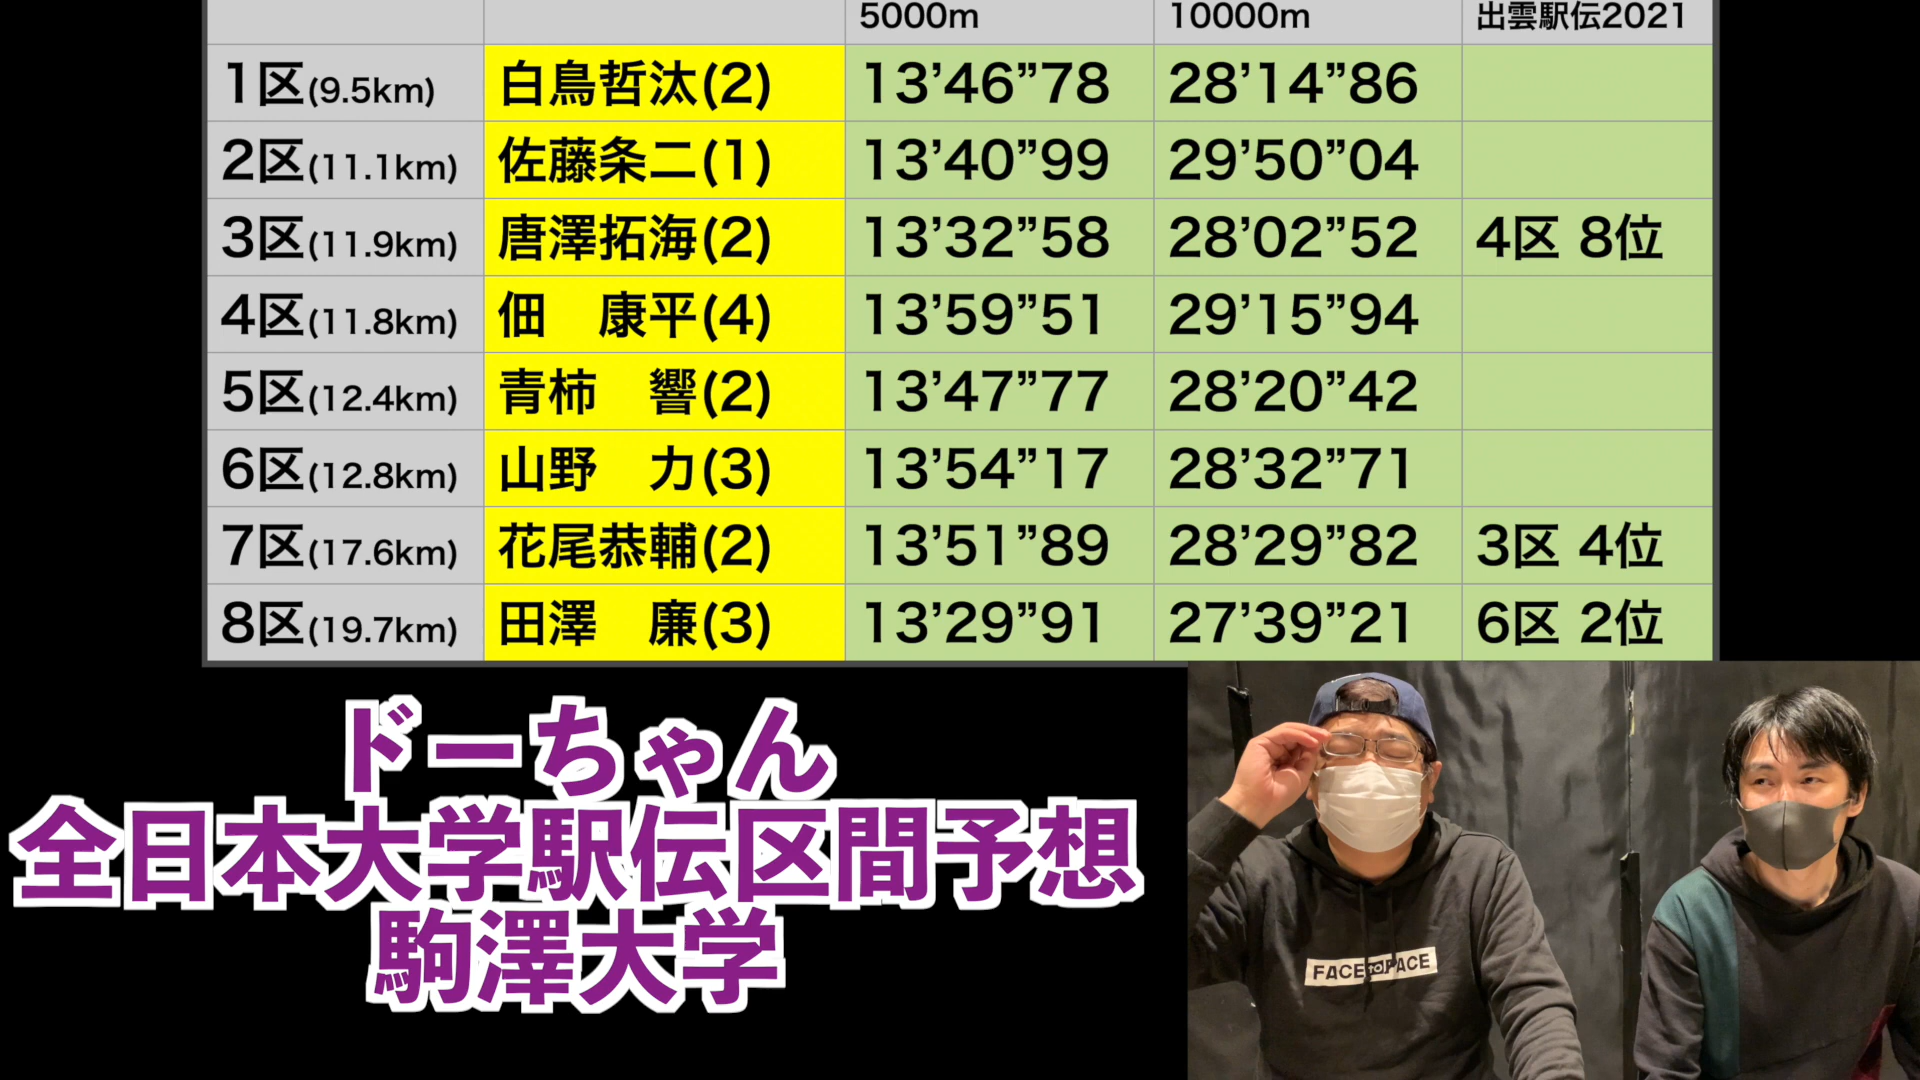 5000m 10000m 出雲駅伝2021
1区(9.5km) 白鳥哲汰(2) 13’46”78 28’14”86
2区(11.1km) 佐藤条二(1) 13’40”99 29’50”04
3区(11.9km) 唐澤拓海(2) 13’32”58 28’02”52 4区 8位
4区(11.8km) 佃　康平(4) 13’59”51 29’15”94
5区(12.4km) 青柿　響(2) 13’47”77 28’20”42
6区(12.8km) 山野　力(3) 13’54”17 28’32”71
7区(17.6km) 花尾恭輔(2) 13’51”89 28’29”82 3区 4位
8区(19.7km) 田澤　廉(3) 13’29”91 27’39”21 6区 2位
ドーちゃん
全日本大学駅伝区間予想
駒澤大学
FACE to PACE